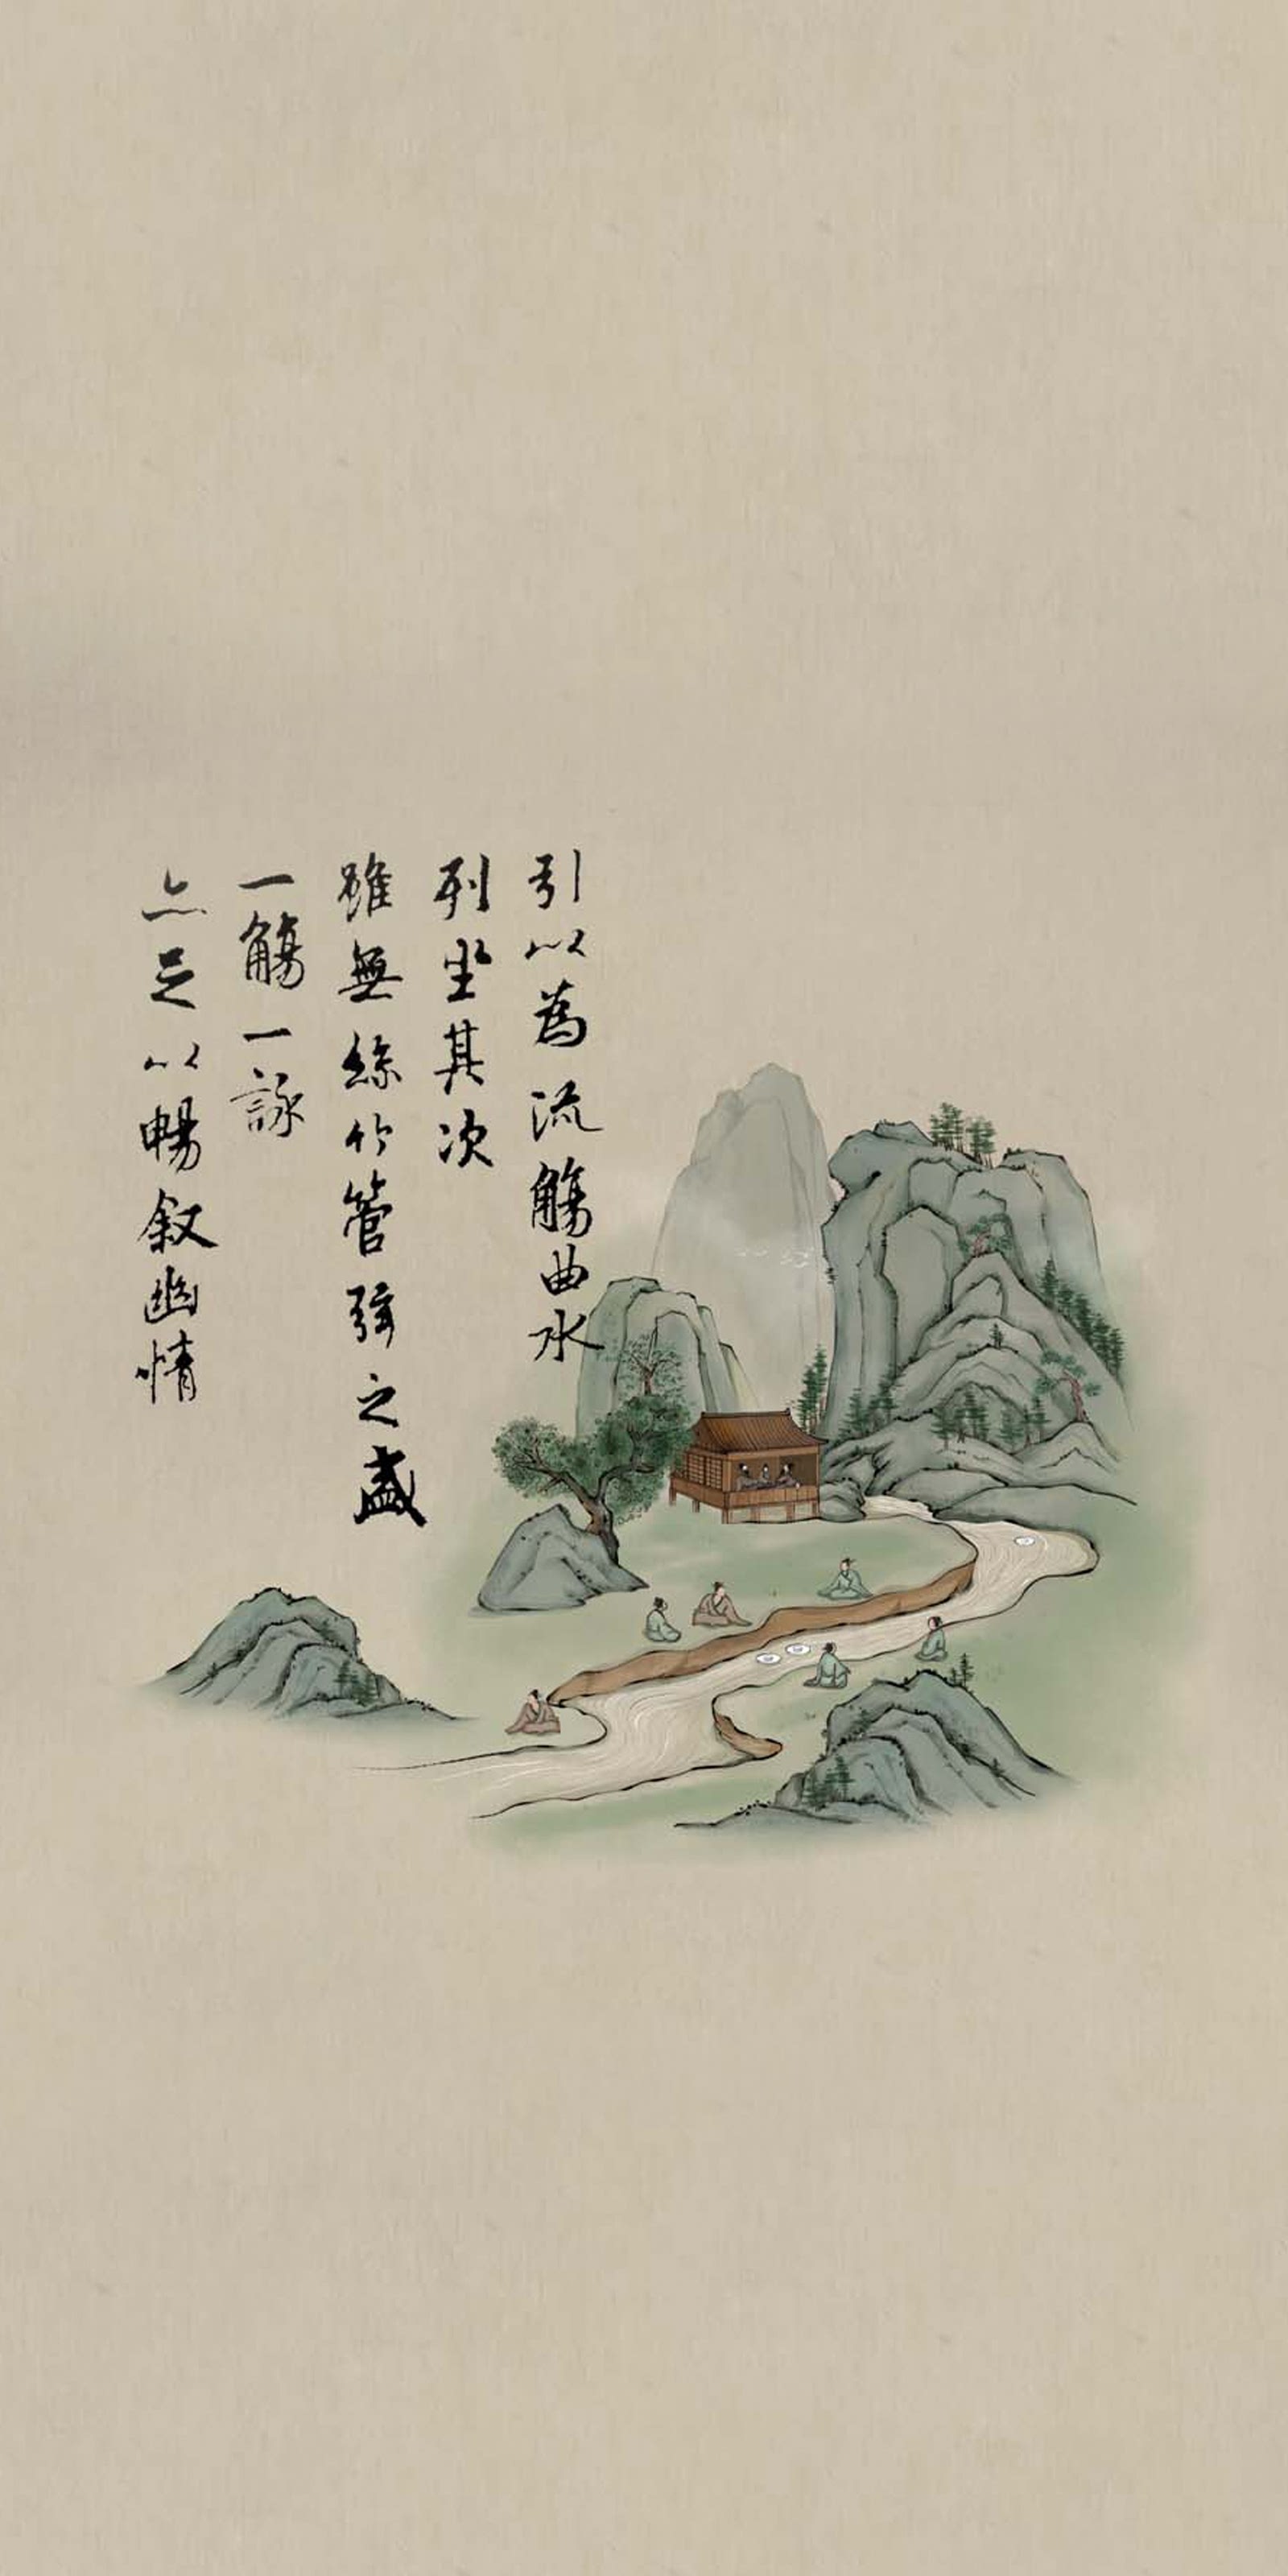 引以為流觴曲水
列坐其次
雖無絲竹管弦之盛
一觴一詠
亦足以暢敘幽情